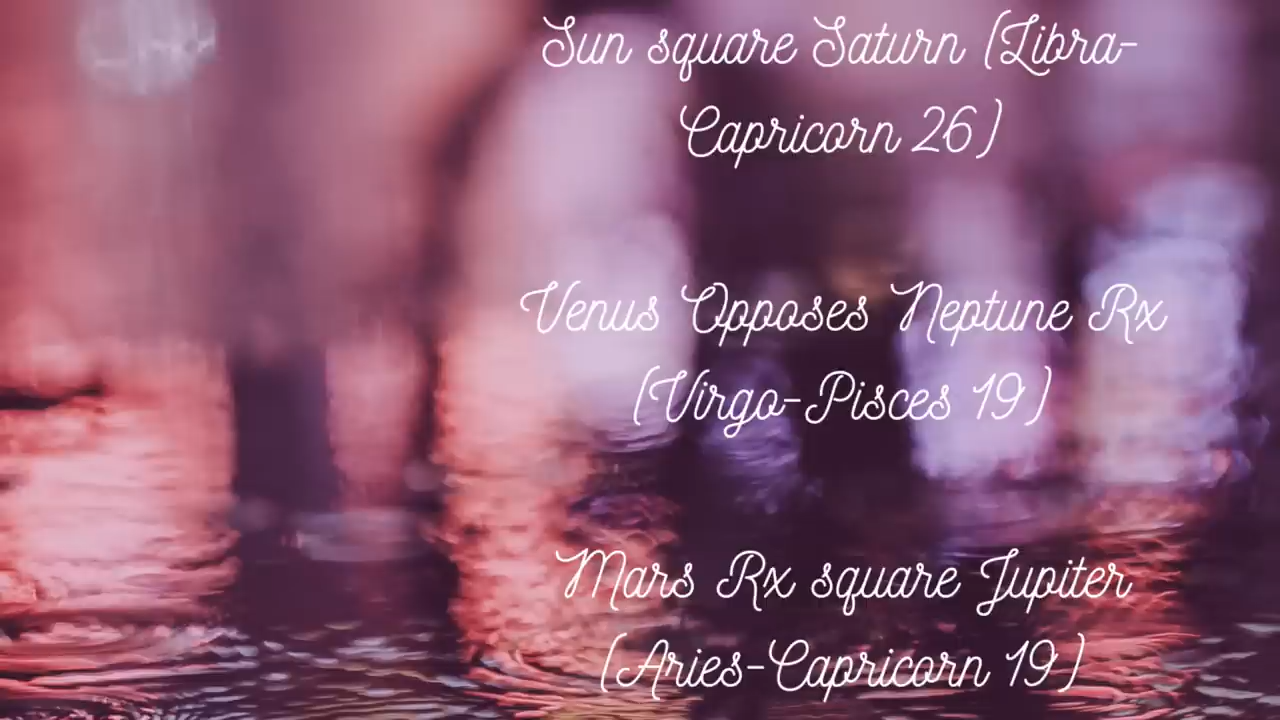 Sun square Saturn (Libra-
Capricorn 26)
Venus Opposes Neptune Rx
(Virgo-Pisces 19)
Mars Rx square Jupiter
(Aries-Capricorn 19)